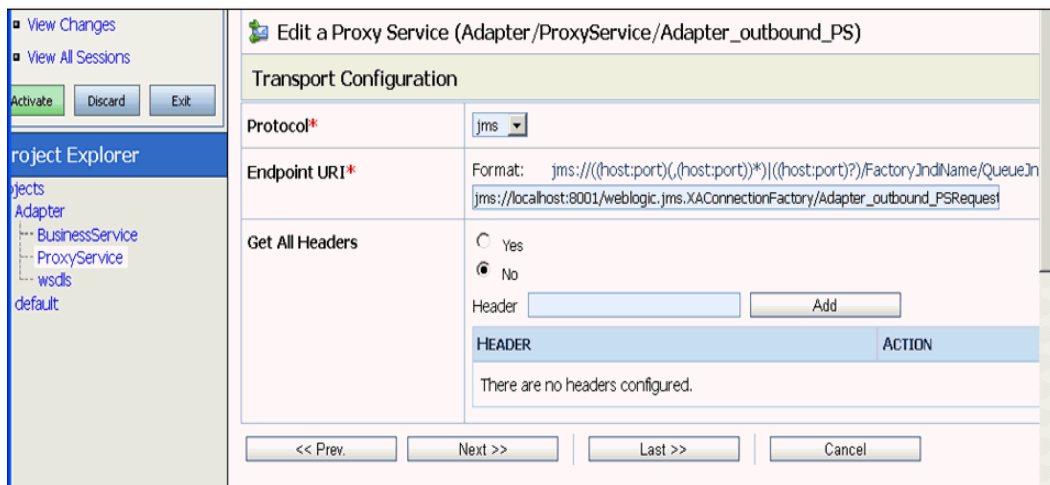 View Changes
View All Sessions
Activate Discard Exit
roject Explorer
ojects
Adapter
BusinessService
ProxyService
wsdls
default
Edit a Proxy Service (Adapter/ProxyService/Adapter_outbound_PS)
Transport Configuration
Protocol* jms
Endpoint URI* Format: jms://((host:port)(,(host:port))*)|((host:port)?)/FactoryJndiName/QueueJn
jms://localhost:8001/weblogic.jms.XAConnectionFactory/Adapter_outbound_PSRequest
Get All Headers Yes
No
Header Add
HEADER ACTION
There are no headers configured.
<< Prev. Next >> Last >> Cancel